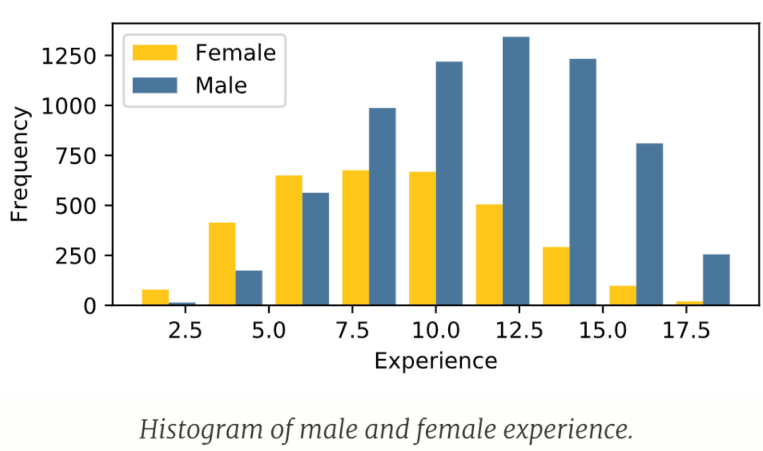 1250
1000
750
500
250
0
Frequency
Female
Male
2.5 5.0 7.5 10.0 12.5 15.0 17.5
Experience
Histogram of male and female experience.